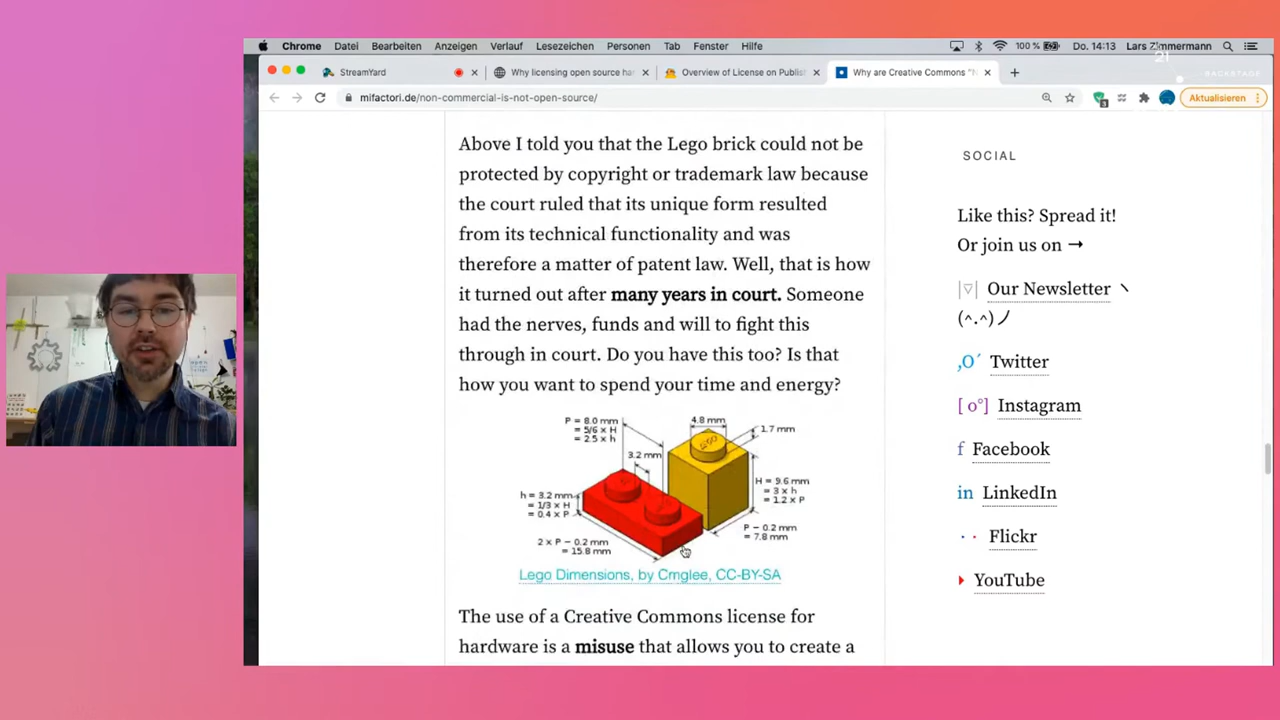 Chrome Datei Bearbeiten Anzeigen Verlauf Lesezeichen Personen Tab Fenster Hilfe 100 % Do. 14:13 Lars Zimmermann
21
BACKSTAGE
StreamYard
Why licensing open source har
Overview of License on Publish
Why are Creative Commons "N
mifactori.de/non-commercial-is-not-open-source/
3
Aktualisieren
Above I told you that the Lego brick could not be
protected by copyright or trademark law because
the court ruled that its unique form resulted
from its technical functionality and was
therefore a matter of patent law. Well, that is how
it turned out after many years in court. Someone
had the nerves, funds and will to fight this
through in court. Do you have this too? Is that
how you want to spend your time and energy?
P = 8.0 mm
= 5/6 x H
= 2.5 x h
4.8 mm
1.7 mm
3.2 mm
h = 3.2 mm
= 1/3 x H
= 0.4 x P
H = 9.6 mm
= 3 x h
= 1.2 x P
2 x P − 0.2 mm
= 15.8 mm
P − 0.2 mm
= 7.8 mm
Lego Dimensions, by Cmglee, CC-BY-SA
The use of a Creative Commons license for
hardware is a misuse that allows you to create a
SOCIAL
Like this? Spread it!
Or join us on →
|▽| Our Newsletter ヽ
(^.^)ノ
,O´ Twitter
[ o°] Instagram
f Facebook
in LinkedIn
· · Flickr
YouTube